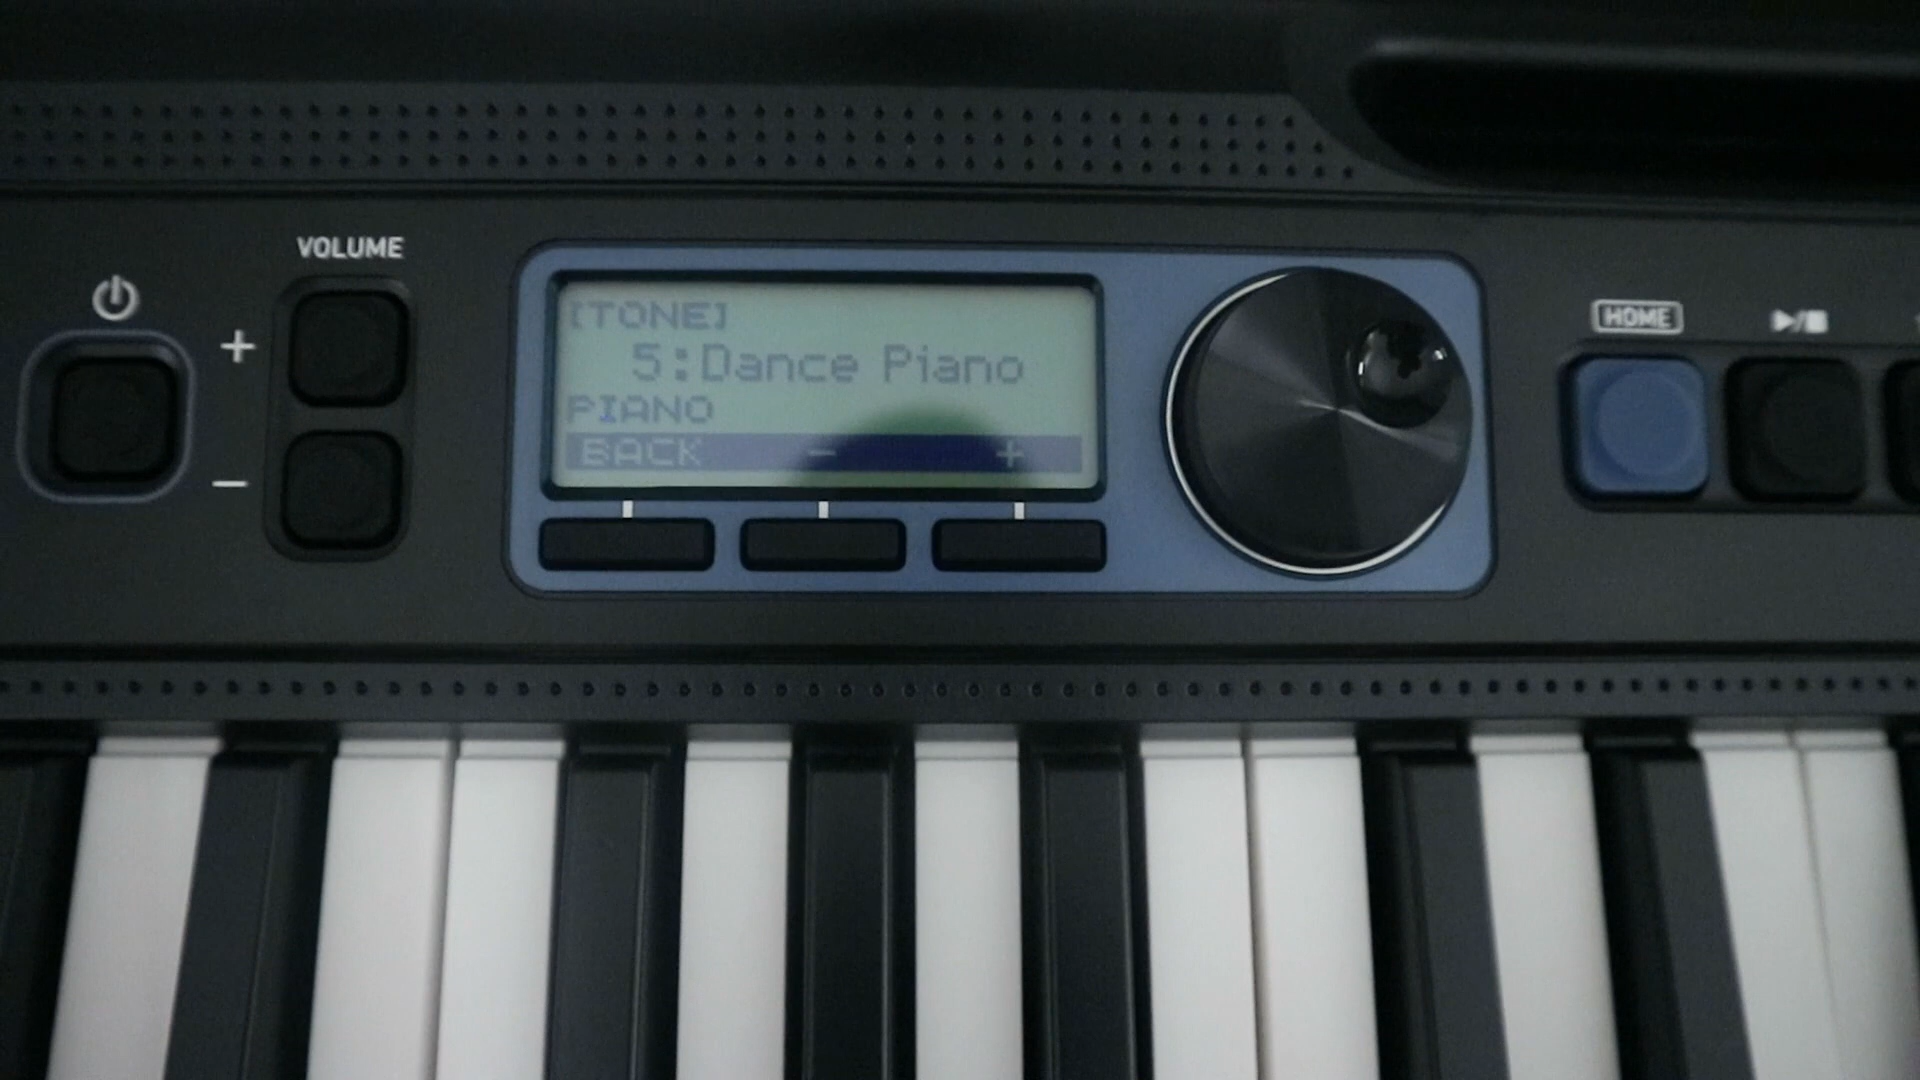 VOLUME
+
−
[TONE]
5:Dance Piano
PIANO
BACK − +
HOME
▶/■